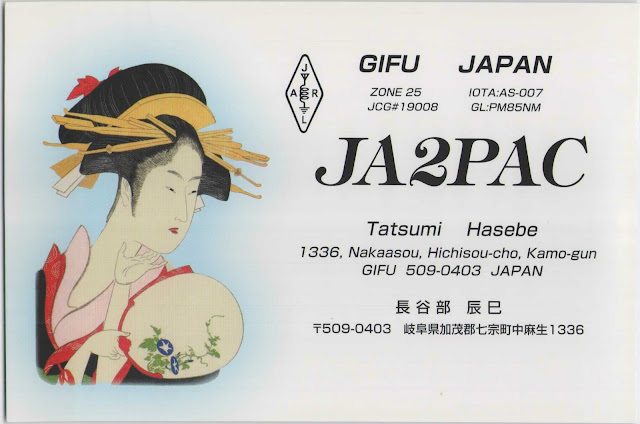 J
A R
L
GIFU JAPAN
ZONE 25 IOTA:AS-007
JCG#19008 GL:PM85NM
JA2PAC
Tatsumi Hasebe
1336, Nakaasou, Hichisou-cho, Kamo-gun
GIFU 509-0403 JAPAN
長谷部 辰巳
〒509-0403 岐阜県加茂郡七宗町中麻生1336